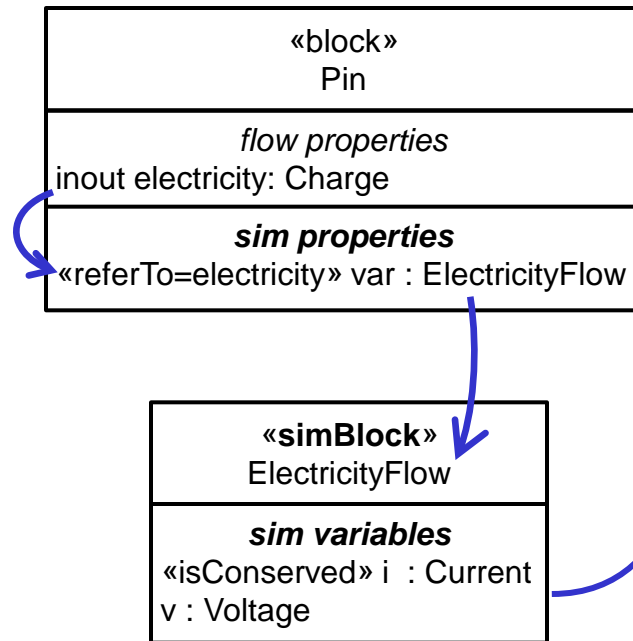 «block»
Pin
flow properties
inout electricity: Charge
sim properties
«referTo=electricity» var : ElectricityFlow
«simBlock»
ElectricityFlow
sim variables
«isConserved» i : Current
v : Voltage